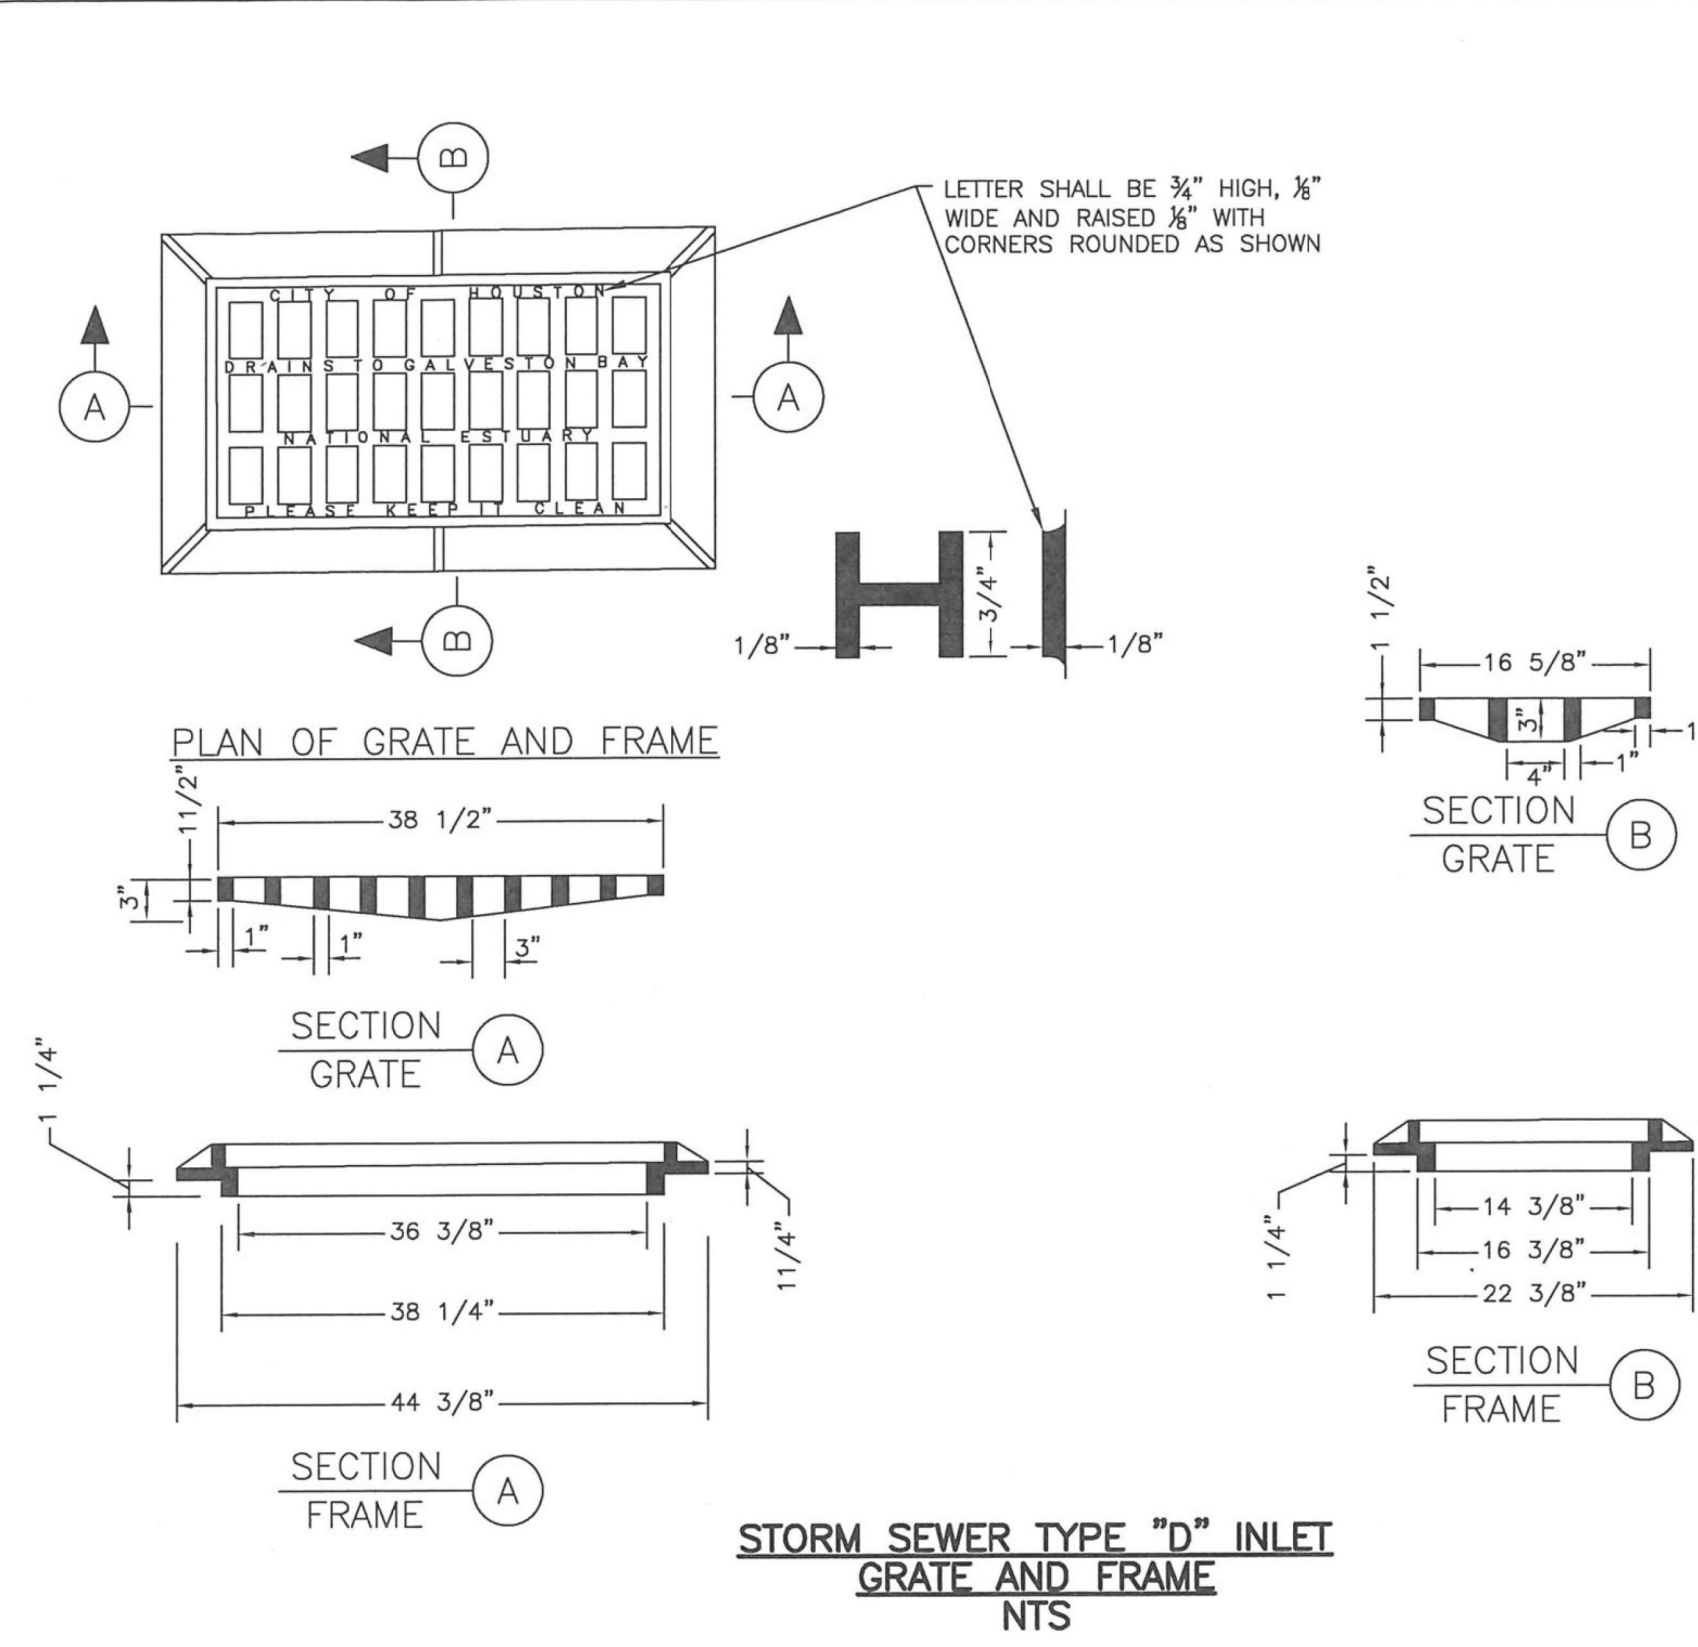 B
LETTER SHALL BE ¾" HIGH, ⅛"
WIDE AND RAISED ⅛" WITH
CORNERS ROUNDED AS SHOWN
CITY OF HOUSTON
DRAINS TO GALVESTON BAY
A
A
NATIONAL ESTUARY
PLEASE KEEP IT CLEAN
B
H
3/4"
1/8"
1/8"
PLAN OF GRATE AND FRAME
1 1/2"
16 5/8"
3"
1
4"
1"
SECTION
GRATE
B
11/2"
38 1/2"
3"
1"
1"
3"
SECTION
GRATE
A
1 1/4"
36 3/8"
11/4"
38 1/4"
44 3/8"
SECTION
FRAME
A
1 1/4"
14 3/8"
16 3/8"
22 3/8"
SECTION
FRAME
B
STORM SEWER TYPE "D" INLET
GRATE AND FRAME
NTS